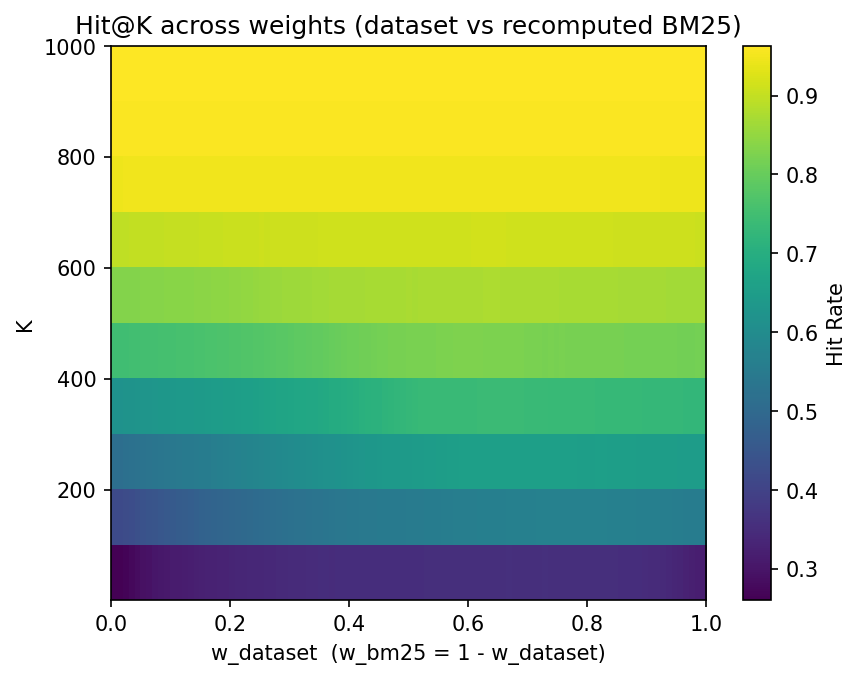 Hit@K across weights (dataset vs recomputed BM25)
1000
800
600
400
200
K
0.0 0.2 0.4 0.6 0.8 1.0
w_dataset (w_bm25 = 1 - w_dataset)
0.9
0.8
0.7
0.6
0.5
0.4
0.3
Hit Rate